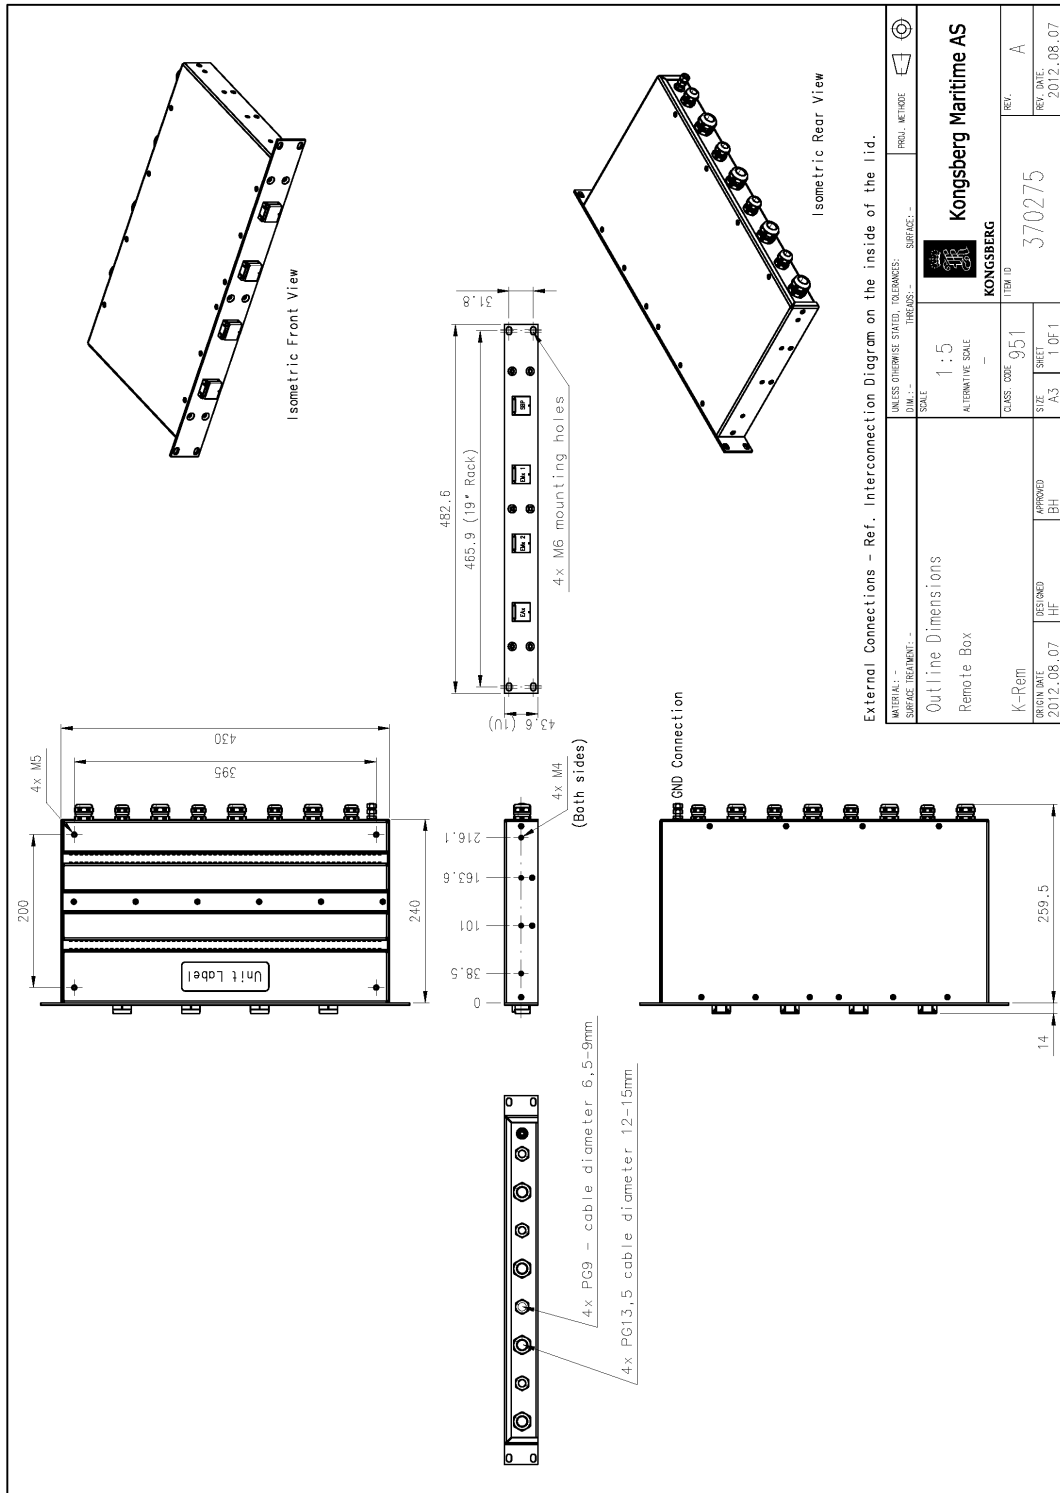 Isometric Front View
Isometric Rear View
482.6
465.9 (19" Rack)
31.8
43.6 (1U)
4x M6 mounting holes
EAx
EMx 2
EMx 1
SEP
4x M5
430
395
200
240
Unit Label
0
38.5
101
163.6
216.1
4x M4
(Both sides)
GND Connection
259.5
14
4x PG9 - cable diameter 6,5-9mm
4x PG13,5 cable diameter 12-15mm
External Connections - Ref. Interconnection Diagram on the inside of the lid.
MATERIAL: -
SURFACE TREATMENT: -
UNLESS OTHERWISE STATED, TOLERANCES:
DIM.: - THREADS: - SURFACE: -
PROJ. METHODE
Outline Dimensions
Remote Box
K-Rem
SCALE
1:5
ALTERNATIVE SCALE
-
KONGSBERG
Kongsberg Maritime AS
CLASS. CODE
951
ITEM ID
370275
REV.
A
ORIGIN DATE
2012.08.07
DESIGNED
HF
APPROVED
BH
SIZE
A3
SHEET
1 OF 1
REV. DATE.
2012.08.07